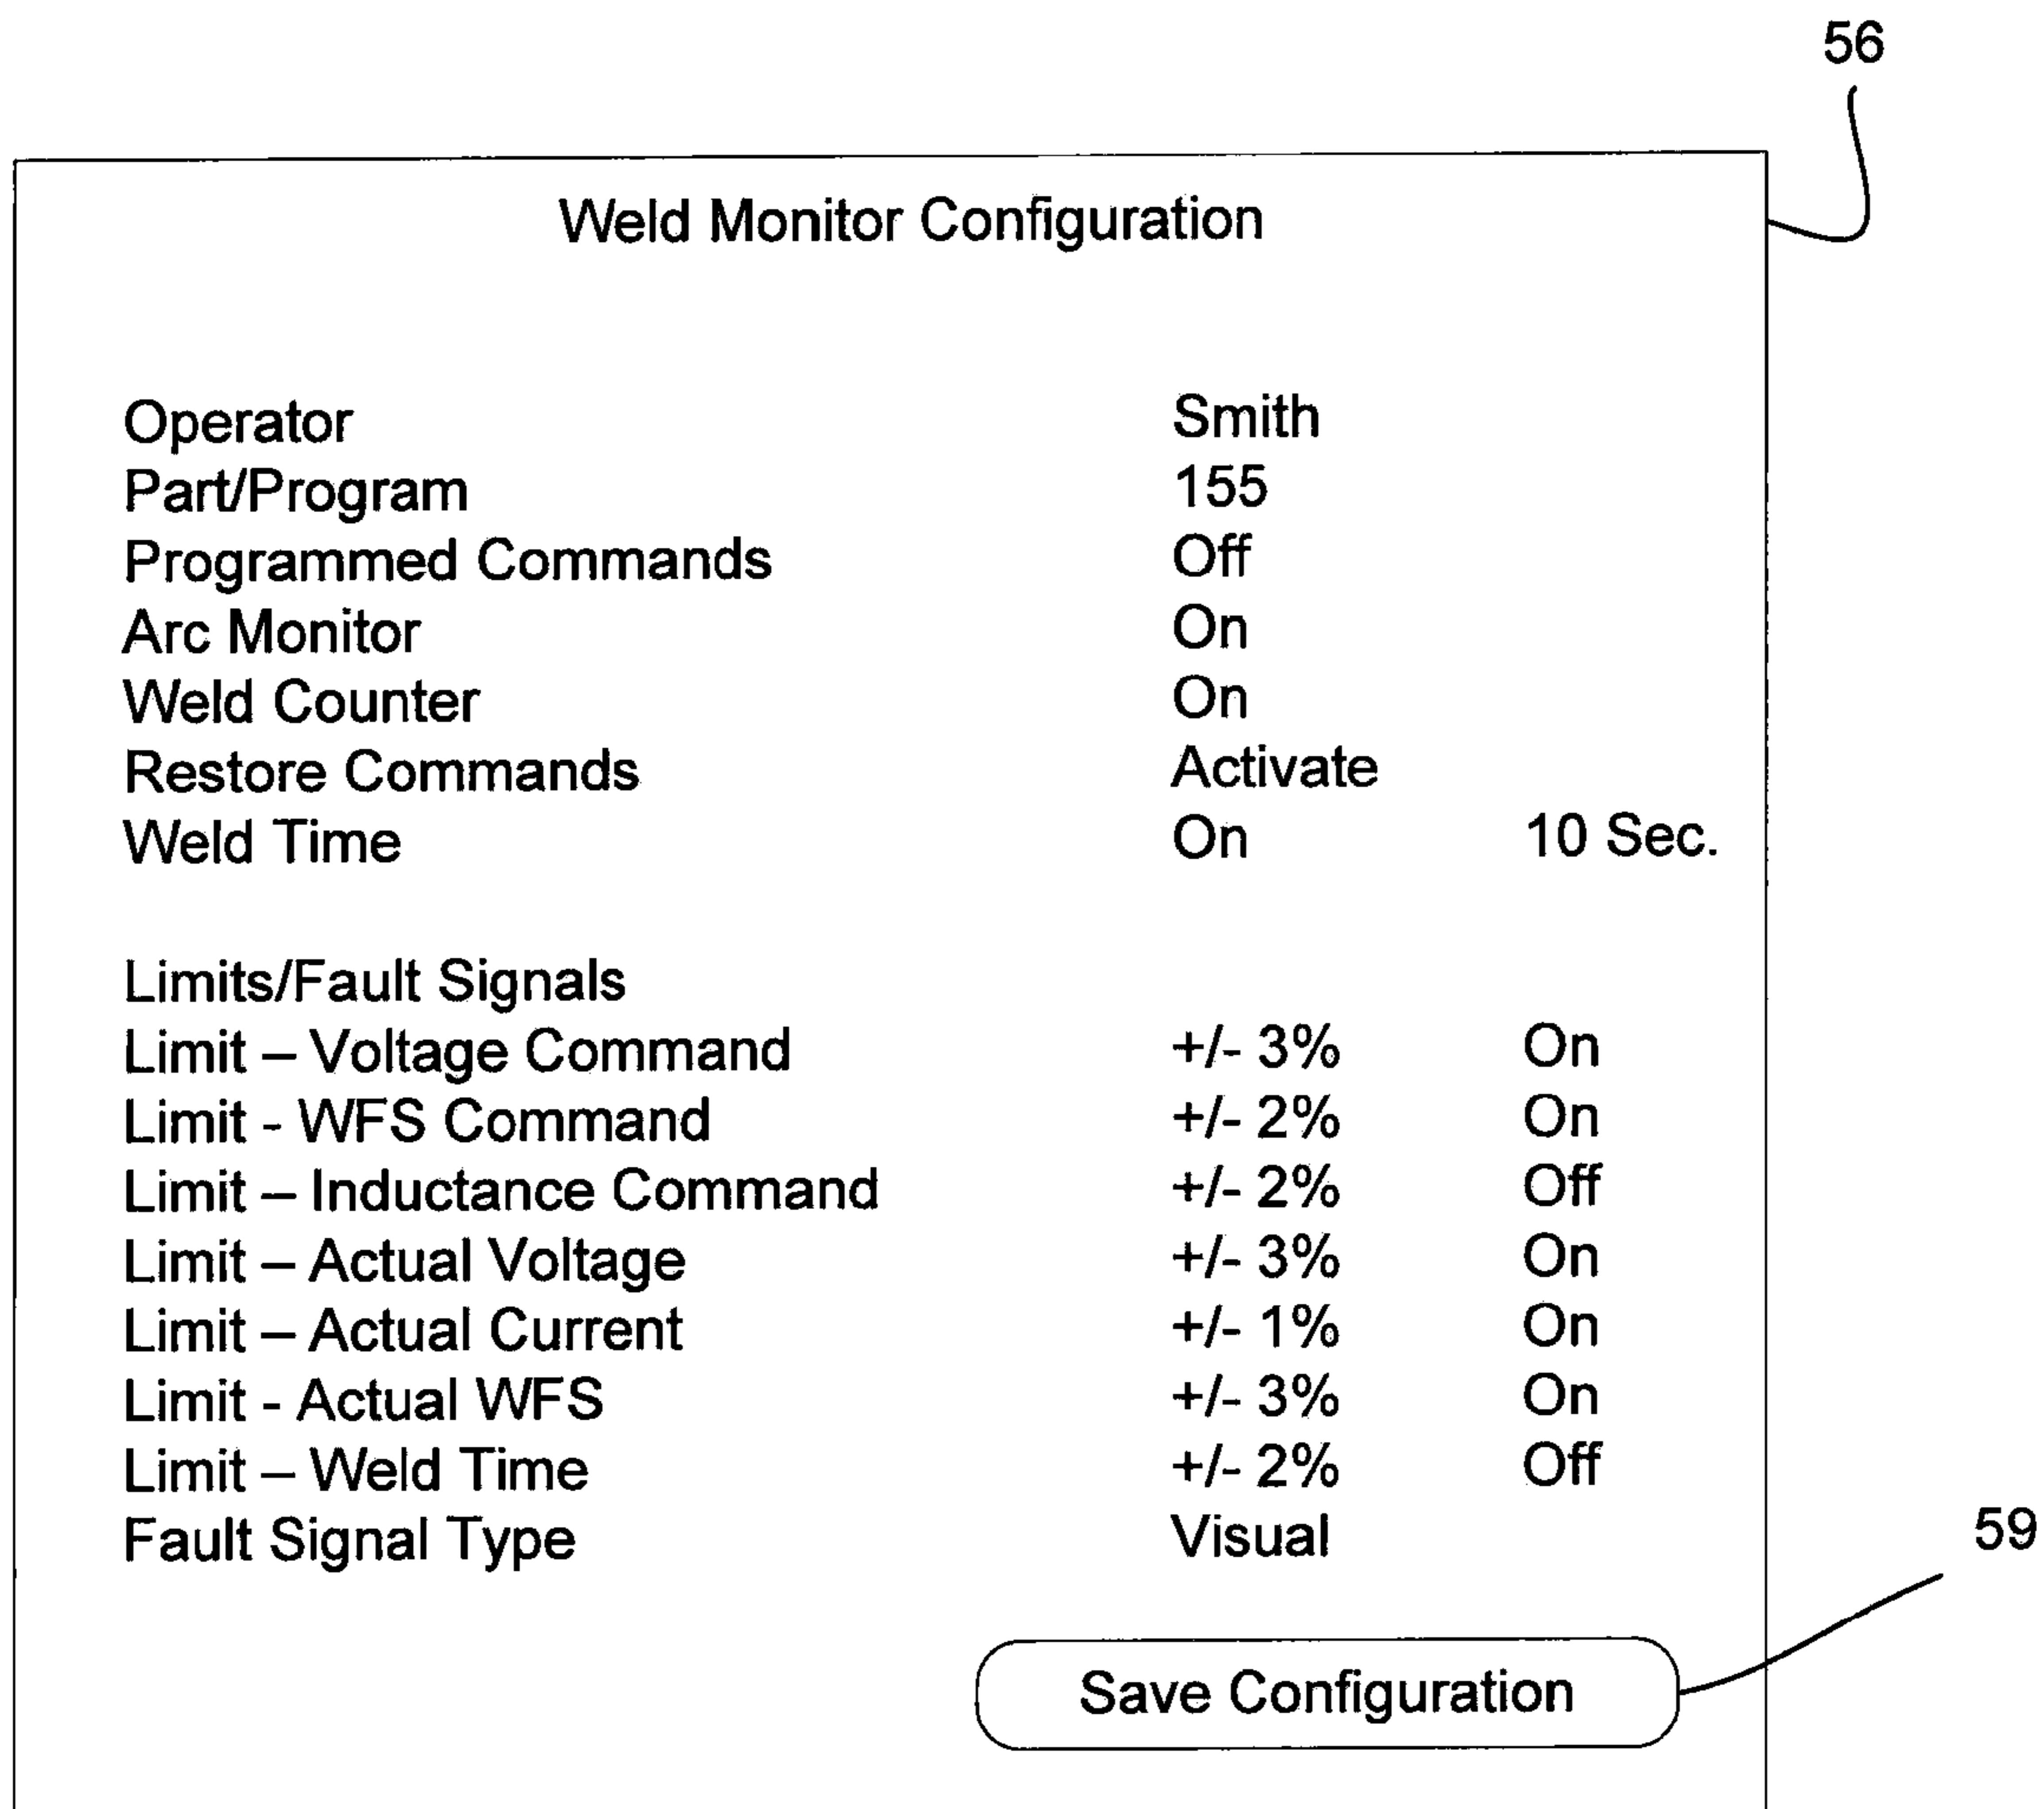 56
Weld Monitor Configuration
Operator Smith
Part/Program 155
Programmed Commands Off
Arc Monitor On
Weld Counter On
Restore Commands Activate
Weld Time On 10 Sec.
Limits/Fault Signals
Limit – Voltage Command +/- 3% On
Limit - WFS Command +/- 2% On
Limit – Inductance Command +/- 2% Off
Limit – Actual Voltage +/- 3% On
Limit – Actual Current +/- 1% On
Limit - Actual WFS +/- 3% On
Limit – Weld Time +/- 2% Off
Fault Signal Type Visual
59
Save Configuration